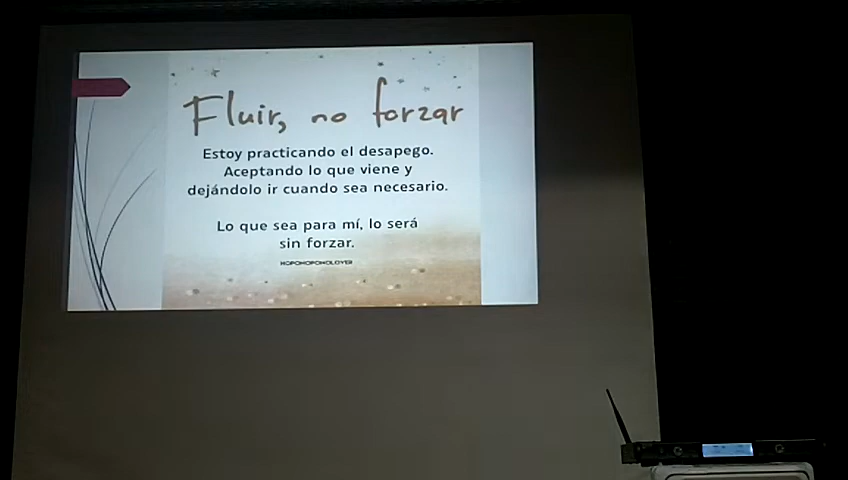 Fluir, no forzar
Estoy practicando el desapego.
Aceptando lo que viene y
dejándolo ir cuando sea necesario.
Lo que sea para mí, lo será
sin forzar.
HOPONOPONOLOVER